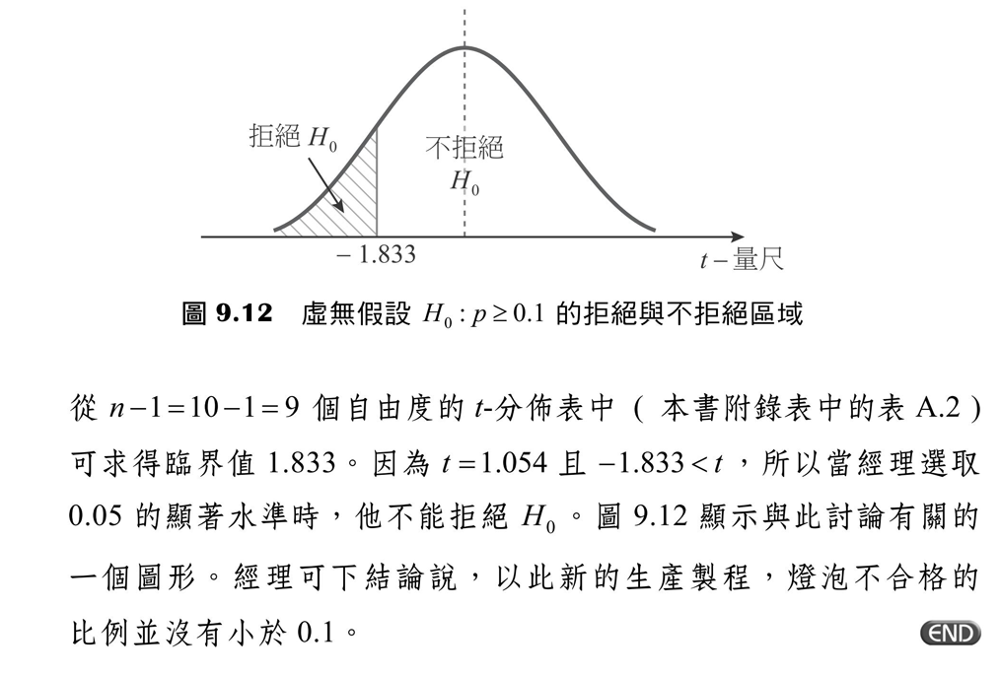 拒絕 H₀
不拒絕
H₀
– 1.833
t – 量尺
圖 9.12 虛無假設 H₀ : p ≥ 0.1 的拒絕與不拒絕區域
從 n – 1 = 10 – 1 = 9 個自由度的 t-分佈表中 ( 本書附錄表中的表 A.2 )
可求得臨界值 1.833。因為 t = 1.054 且 –1.833 < t，所以當經理選取
0.05 的顯著水準時，他不能拒絕 H₀。圖 9.12 顯示與此討論有關的
一個圖形。經理可下結論說，以此新的生產製程，燈泡不合格的
比例並沒有小於 0.1。
END